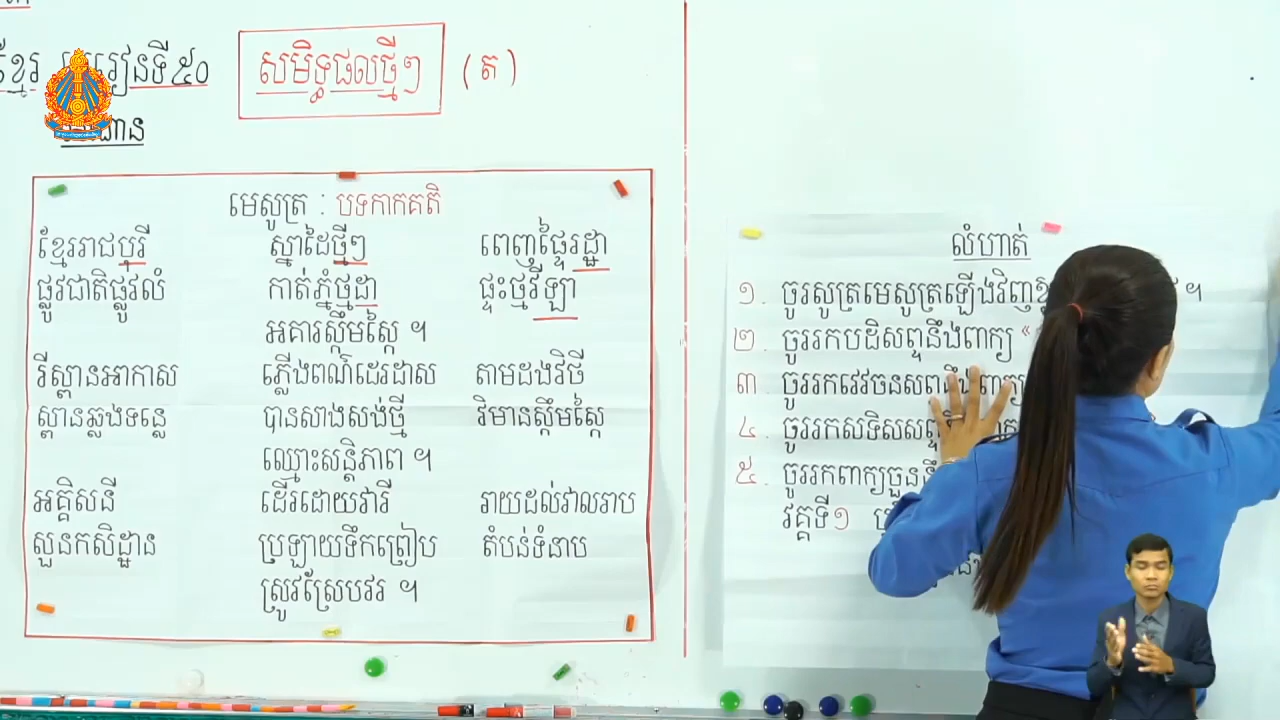 ខ្មែរ មេរៀនទី៥០ សមិទ្ធផលថ្មីៗ (ត)
មេសូត្រ : បទកាកគតិ
ខ្មែររាជបុរី ស្នាដៃថ្មីៗ ពេញផ្ទៃរដ្ឋា
ផ្លូវជាតិផ្លូវលំ កាត់ភ្នំថ្មដា ផ្ទុះថ្មវីឡា
អគារស្កឹមស្កៃ ។
វីស្ពានអាកាស ភ្លើងពណ៌ដេរដាស តាមដងវិថី
ស្ពានឆ្លងទន្លេ បានសាងសង់ថ្មី វិមានស្កឹមស្កៃ
ឈ្មោះសន្តិភាព ។
អគ្គិសនី ដើរដោយវារី រាយដល់វាលរាប
សួនកសិដ្ឋាន ប្រឡាយទឹកព្រៀប តំបន់ទំនាប
ស្រូវស្រែបវរ ។
លំហាត់
១. ចូរសូត្រមេសូត្រឡើងវិញ ។
២. ចូររកបដិសព្ទនឹងពាក្យ «
៣. ចូររកវេវចនសព្ទនឹងពាក្យ
៤. ចូររកសទិសសព្ទ
៥. ចូររកពាក្យចួន
វគ្គទី១